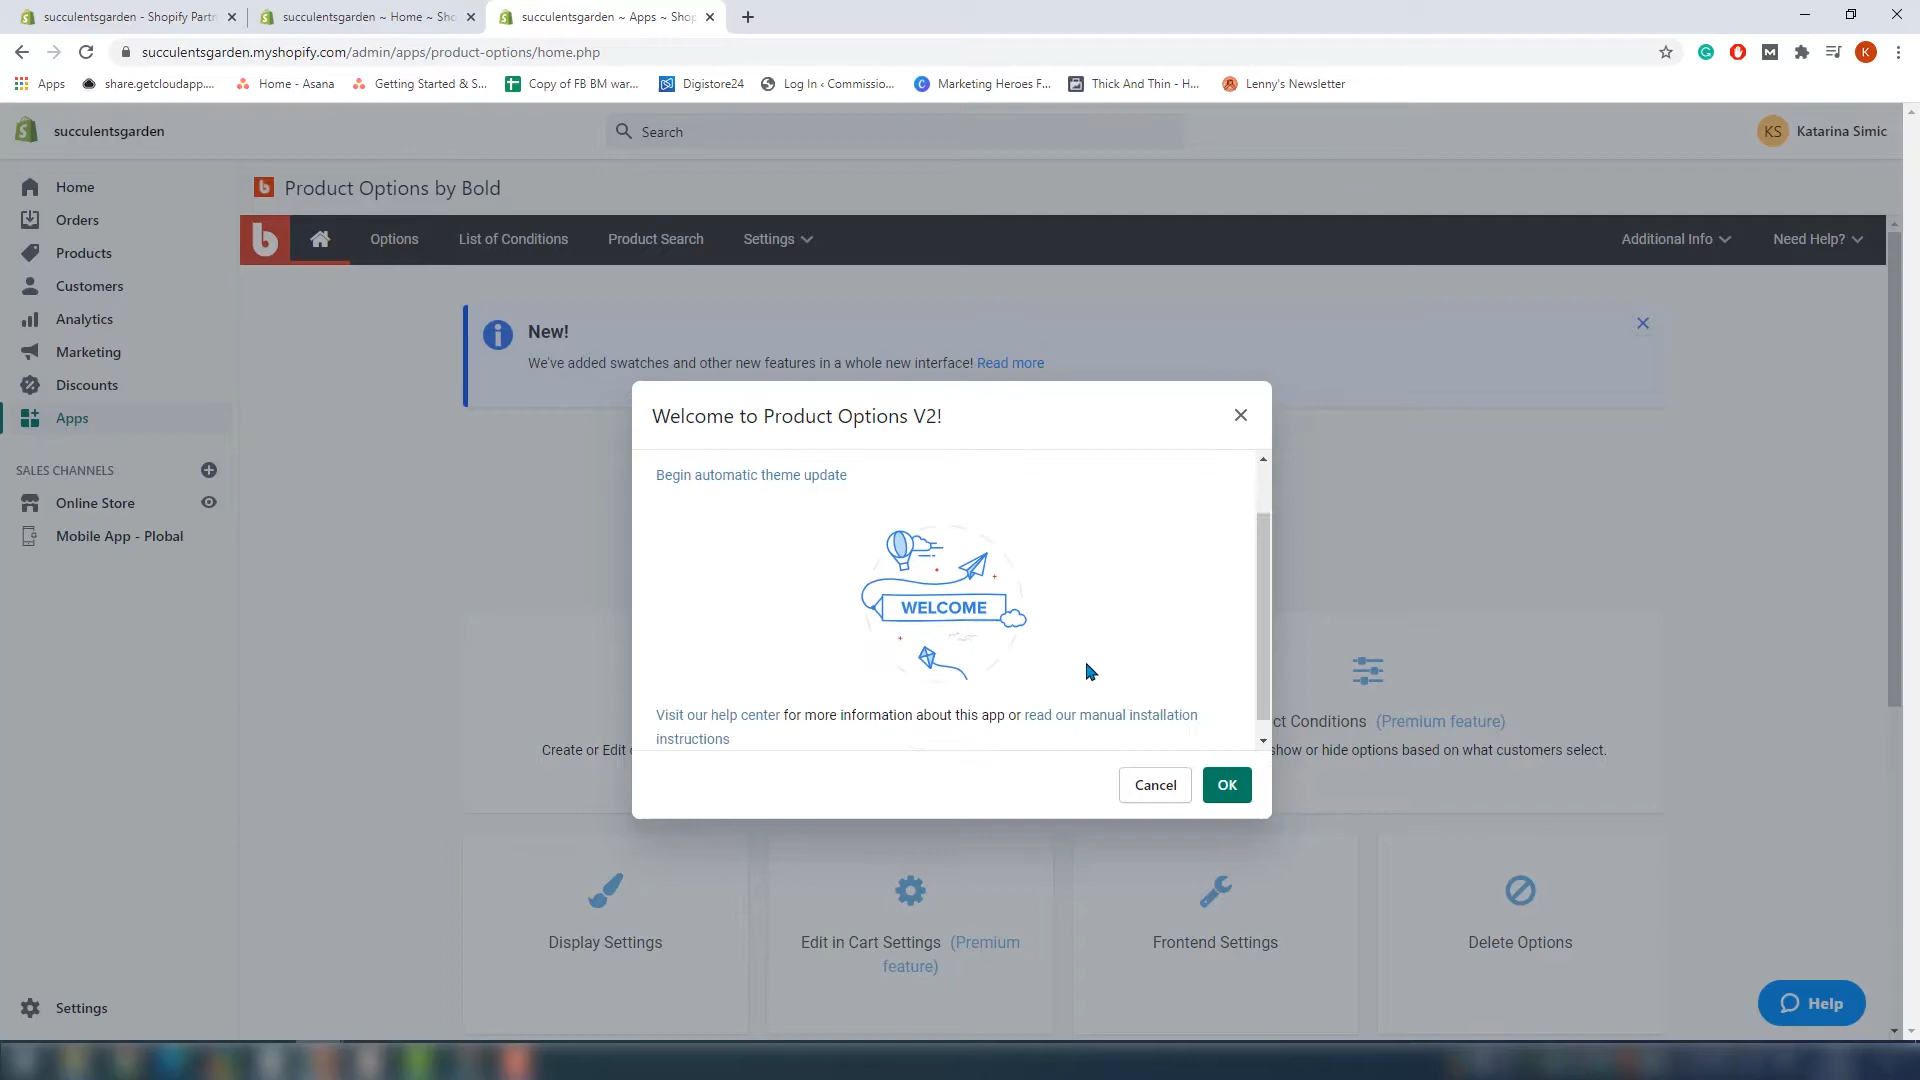 succulentsgarden - Shopify Partn
succulentsgarden ~ Home ~ Sho
succulentsgarden ~ Apps ~ Shop
succulentsgarden.myshopify.com/admin/apps/product-options/home.php
K
Apps
share.getcloudapp....
Home - Asana
Getting Started & S...
Copy of FB BM war...
Digistore24
Log In ‹ Commissio...
Marketing Heroes F...
Thick And Thin - H...
Lenny's Newsletter
succulentsgarden
Search
KS
Katarina Simic
Home
Orders
Products
Customers
Analytics
Marketing
Discounts
Apps
SALES CHANNELS
Online Store
Mobile App - Plobal
Settings
Product Options by Bold
Options
List of Conditions
Product Search
Settings
Additional Info
Need Help?
New!
We've added swatches and other new features in a whole new interface! Read more
Welcome to Product Options V2!
Begin automatic theme update
WELCOME
Visit our help center for more information about this app or read our manual installation
instructions
Cancel
OK
Create or Edit
ct Conditions (Premium feature)
show or hide options based on what customers select.
Display Settings
Edit in Cart Settings (Premium
feature)
Frontend Settings
Delete Options
Help